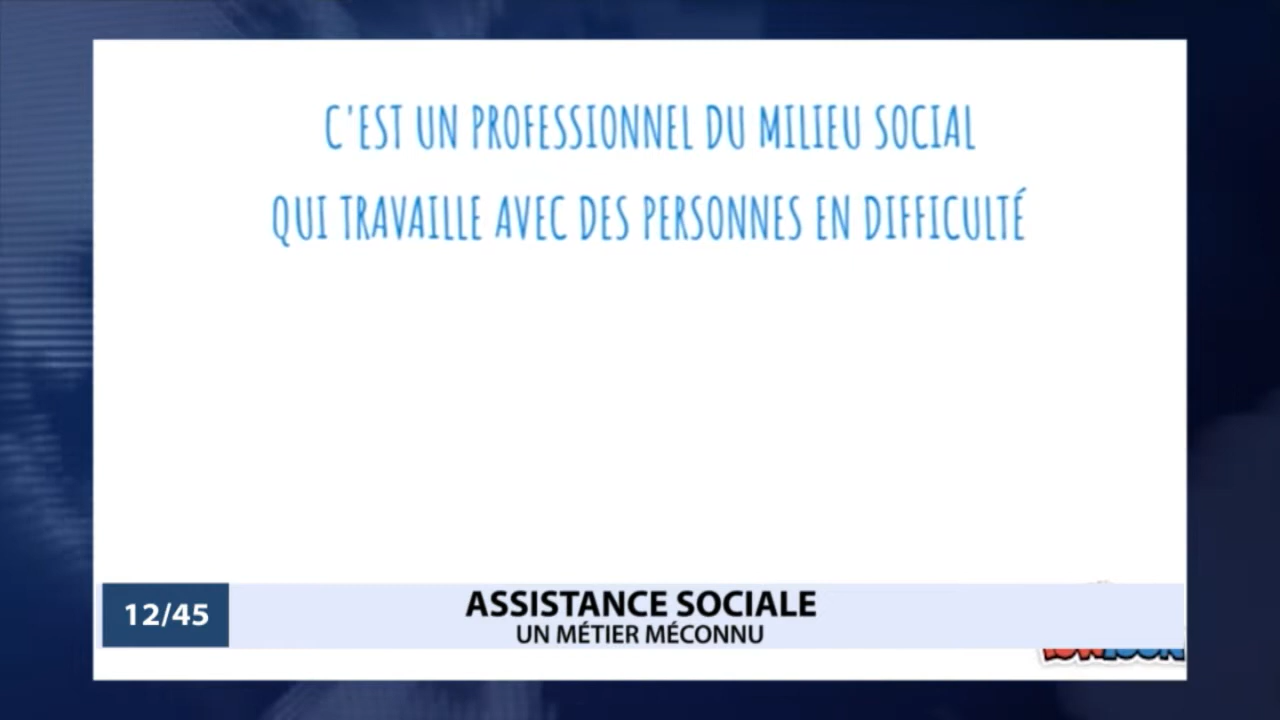 C'EST UN PROFESSIONNEL DU MILIEU SOCIAL
QUI TRAVAILLE AVEC DES PERSONNES EN DIFFICULTÉ
12/45
ASSISTANCE SOCIALE
UN MÉTIER MÉCONNU